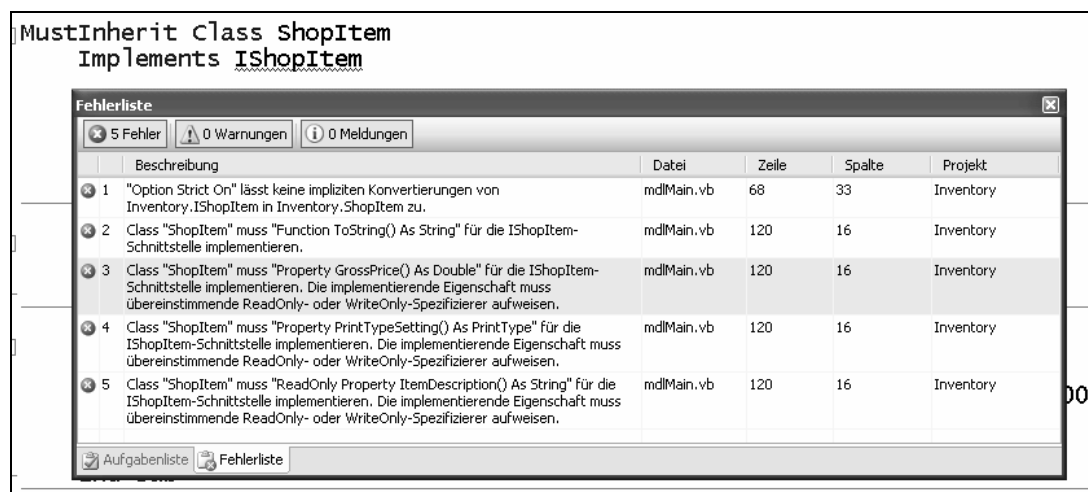 MustInherit Class ShopItem
Implements IShopItem
Fehlerliste
5 Fehler 0 Warnungen 0 Meldungen
Beschreibung Datei Zeile Spalte Projekt
1 "Option Strict On" lässt keine impliziten Konvertierungen von mdlMain.vb 68 33 Inventory
Inventory.IShopItem in Inventory.ShopItem zu.
2 Class "ShopItem" muss "Function ToString() As String" für die IShopItem- mdlMain.vb 120 16 Inventory
Schnittstelle implementieren.
3 Class "ShopItem" muss "Property GrossPrice() As Double" für die IShopItem- mdlMain.vb 120 16 Inventory
Schnittstelle implementieren. Die implementierende Eigenschaft muss
übereinstimmende ReadOnly- oder WriteOnly-Spezifizierer aufweisen.
4 Class "ShopItem" muss "Property PrintTypeSetting() As PrintType" für die mdlMain.vb 120 16 Inventory
IShopItem-Schnittstelle implementieren. Die implementierende Eigenschaft muss
übereinstimmende ReadOnly- oder WriteOnly-Spezifizierer aufweisen.
5 Class "ShopItem" muss "ReadOnly Property ItemDescription() As String" für die mdlMain.vb 120 16 Inventory
IShopItem-Schnittstelle implementieren. Die implementierende Eigenschaft muss
übereinstimmende ReadOnly- oder WriteOnly-Spezifizierer aufweisen.
Aufgabenliste Fehlerliste